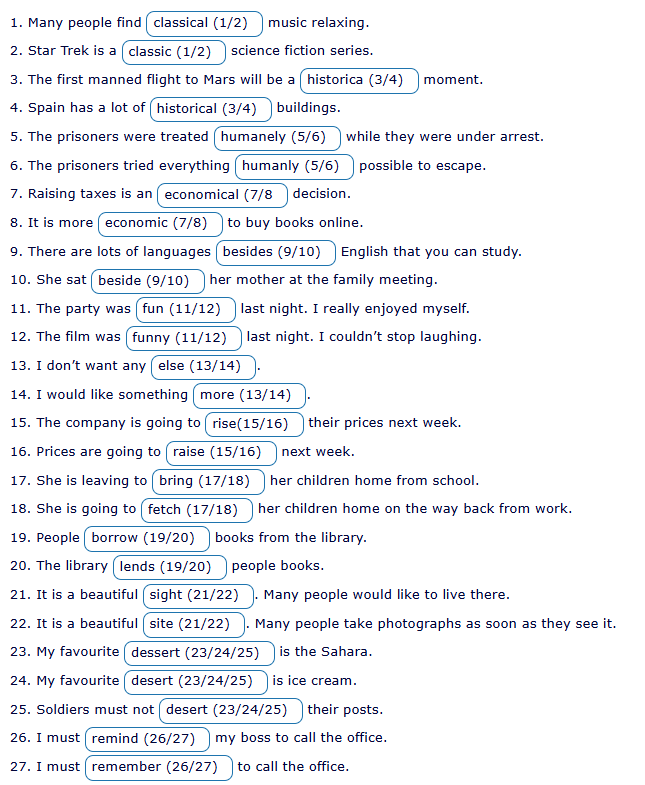 1. Many people find classical (1/2) music relaxing.
2. Star Trek is a classic (1/2) science fiction series.
3. The first manned flight to Mars will be a historica (3/4) moment.
4. Spain has a lot of historical (3/4) buildings.
5. The prisoners were treated humanely (5/6) while they were under arrest.
6. The prisoners tried everything humanly (5/6) possible to escape.
7. Raising taxes is an economical (7/8 decision.
8. It is more economic (7/8) to buy books online.
9. There are lots of languages besides (9/10) English that you can study.
10. She sat beside (9/10) her mother at the family meeting.
11. The party was fun (11/12) last night. I really enjoyed myself.
12. The film was funny (11/12) last night. I couldn’t stop laughing.
13. I don’t want any else (13/14).
14. I would like something more (13/14).
15. The company is going to rise(15/16) their prices next week.
16. Prices are going to raise (15/16) next week.
17. She is leaving to bring (17/18) her children home from school.
18. She is going to fetch (17/18) her children home on the way back from work.
19. People borrow (19/20) books from the library.
20. The library lends (19/20) people books.
21. It is a beautiful sight (21/22). Many people would like to live there.
22. It is a beautiful site (21/22). Many people take photographs as soon as they see it.
23. My favourite dessert (23/24/25) is the Sahara.
24. My favourite desert (23/24/25) is ice cream.
25. Soldiers must not desert (23/24/25) their posts.
26. I must remind (26/27) my boss to call the office.
27. I must remember (26/27) to call the office.